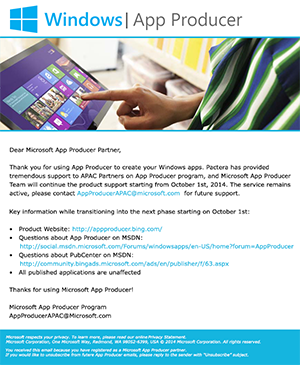 Windows | App Producer
Dear Microsoft App Producer Partner,
Thank you for using App Producer to create your Windows apps. Pactera has provided
tremendous support to APAC Partners on App Producer program, and Microsoft App Producer
Team will continue the product support starting from October 1st, 2014. The service remains
active, please contact AppProducerAPAC@microsoft.com for future support.
Key information while transitioning into the next phase starting on October 1st:
• Product Website: http://appproducer.bing.com/
• Questions about App Producer on MSDN:
http://social.msdn.microsoft.com/Forums/windowsapps/en-US/home?forum=AppProducer
• Questions about PubCenter on MSDN:
http://community.bingads.microsoft.com/ads/en/publisher/f/63.aspx
• All published applications are unaffected
Thanks for using Microsoft App Producer!
Microsoft App Producer Program
AppProducerAPAC@Microsoft.com
Microsoft respects your privacy. To learn more, please read our online Privacy Statement.
Microsoft Corporation, One Microsoft Way, Redmond, WA 98052-6399, USA © 2014 Microsoft Corporation. All rights reserved.
You received this email because you have registered as a Microsoft App Producer partner.
If you would like to unsubscribe from future App Producer emails, please reply to the sender with "Unsubscribe" subject.